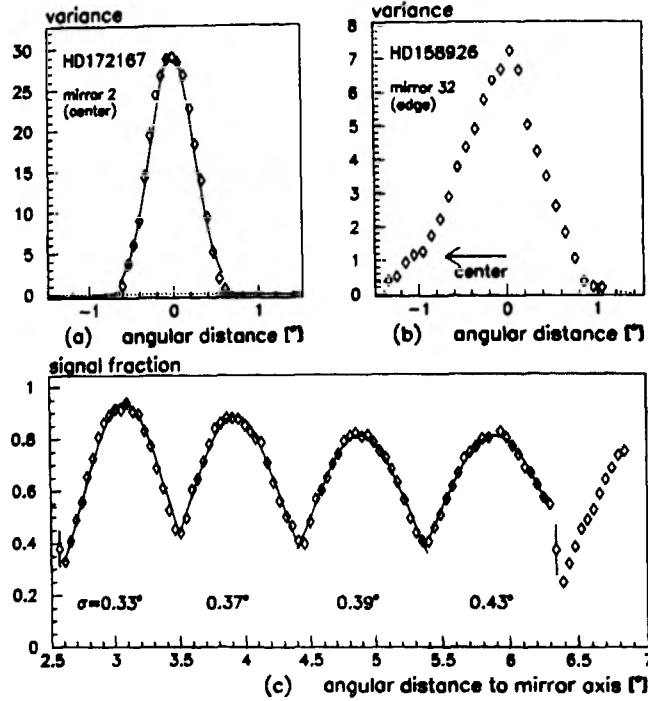 variance
30
25
20
15
10
5
0
HD172167
mirror 2
(center)
-1 0 1
(a) angular distance [°]
variance
8
7
6
5
4
3
2
1
0
HD158926
mirror 32
(edge)
center
-1 0 1
(b) angular distance [°]
signal fraction
1
0.8
0.6
0.4
0.2
0
σ=0.33° 0.37° 0.39° 0.43°
2.5 3 3.5 4 4.5 5 5.5 6 6.5 7
(c) angular distance to mirror axis [°]